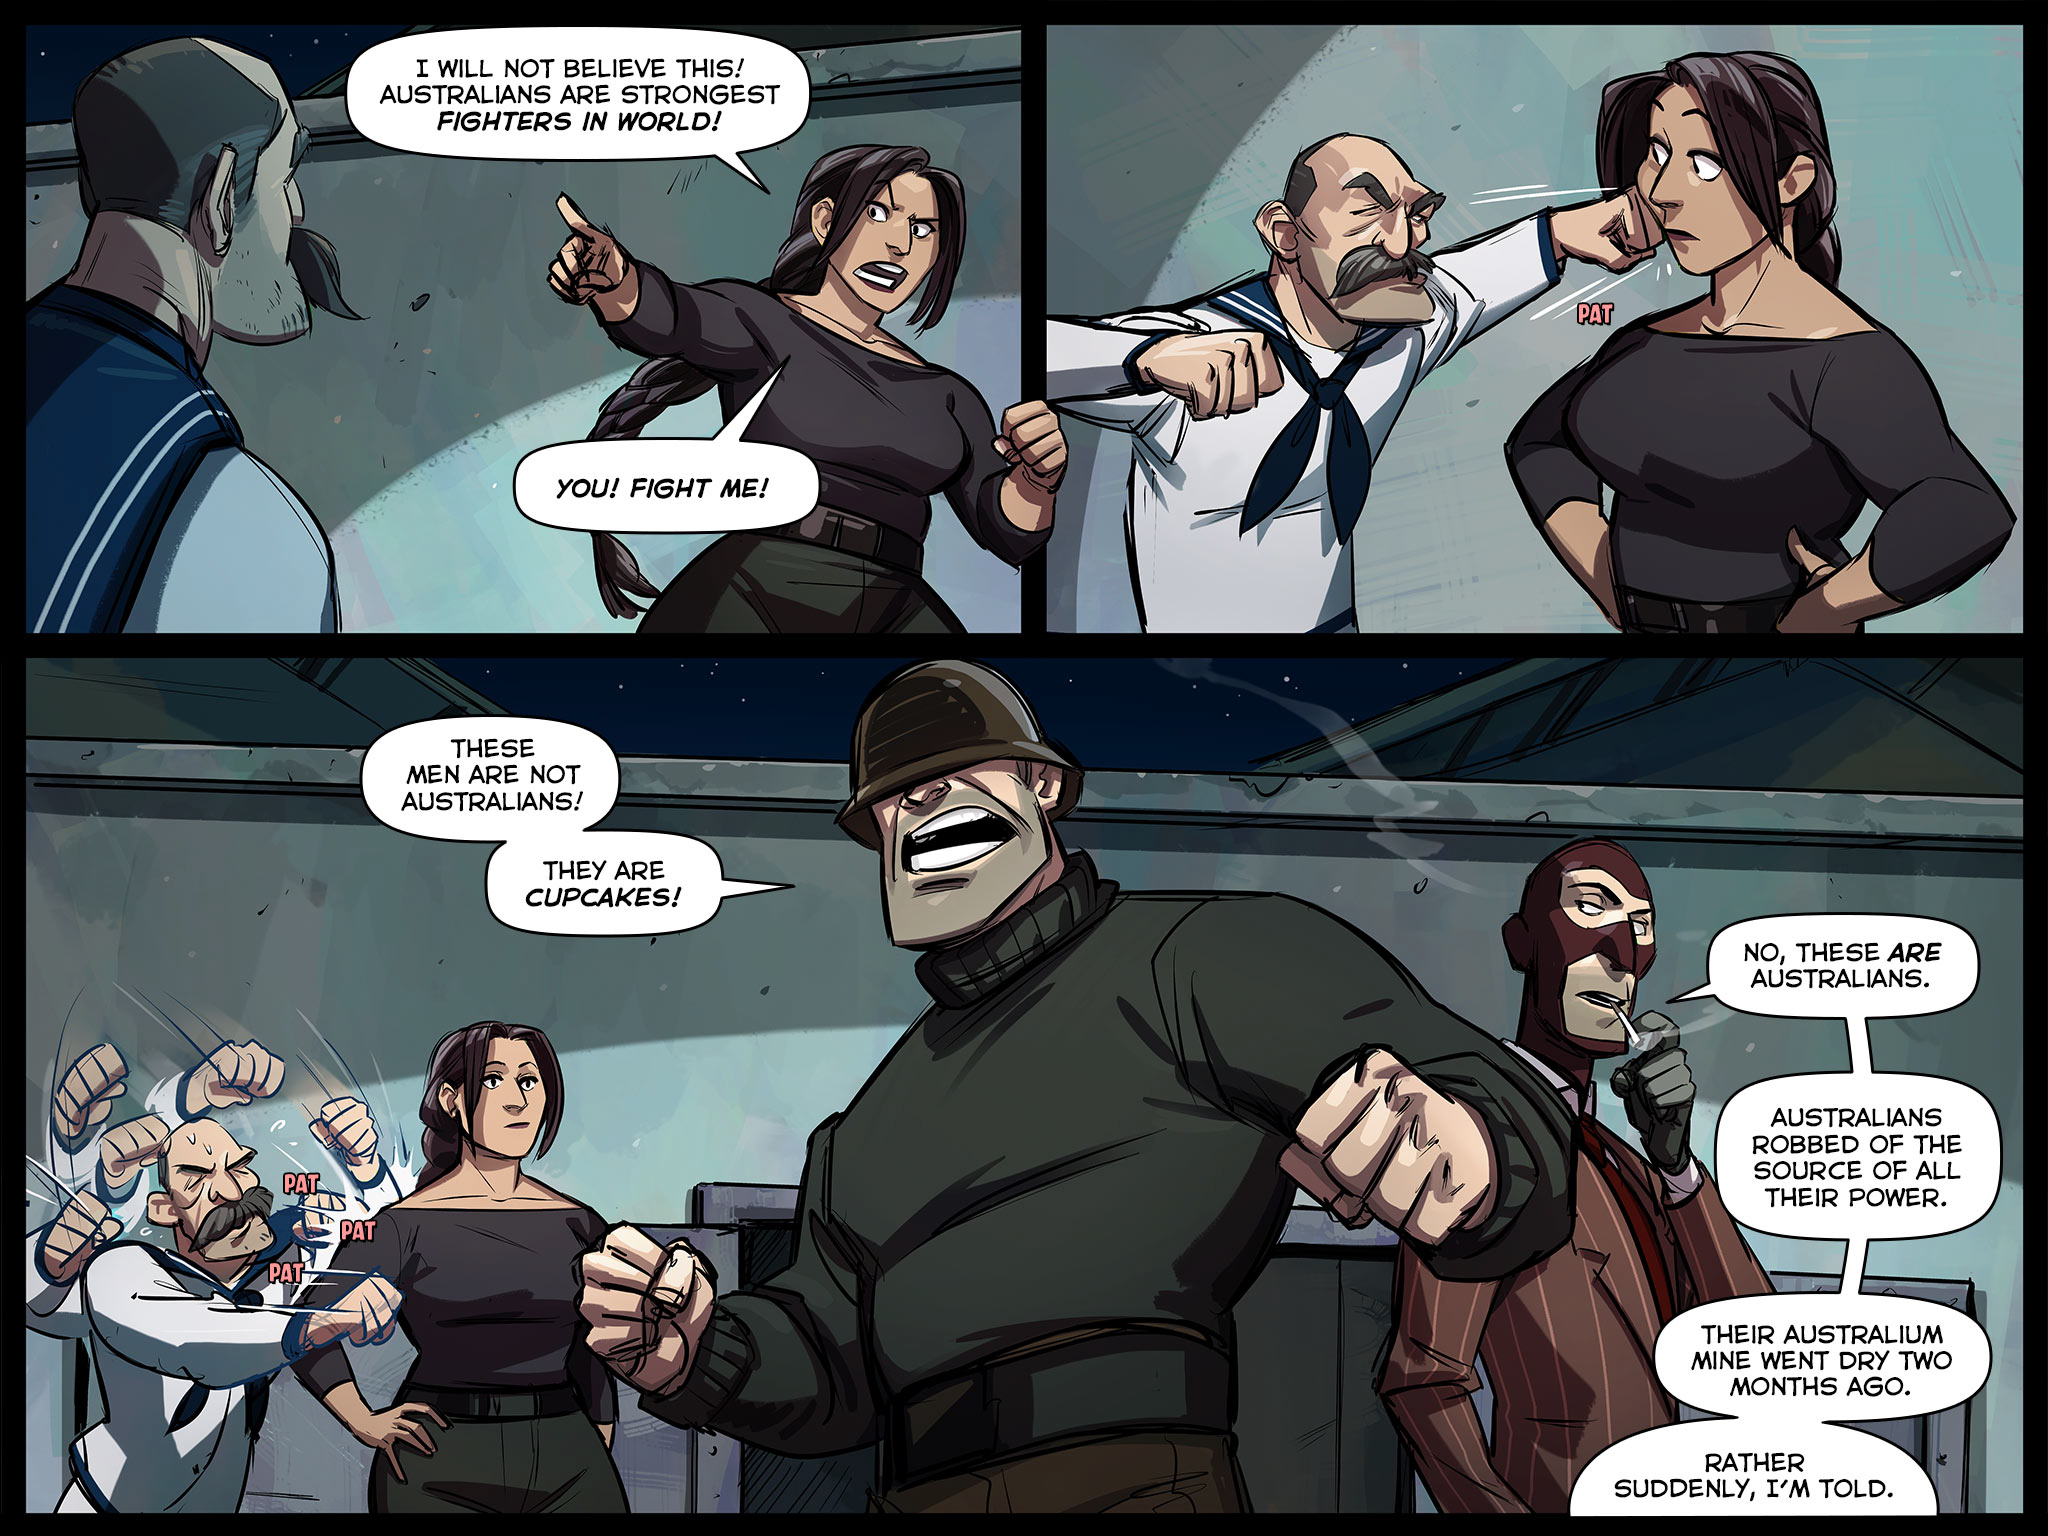 I WILL NOT BELIEVE THIS!
AUSTRALIANS ARE STRONGEST
FIGHTERS IN WORLD!
YOU! FIGHT ME!
PAT
THESE
MEN ARE NOT
AUSTRALIANS!
THEY ARE
CUPCAKES!
PAT
PAT
PAT
NO, THESE ARE
AUSTRALIANS.
AUSTRALIANS
ROBBED OF THE
SOURCE OF ALL
THEIR POWER.
THEIR AUSTRALIUM
MINE WENT DRY TWO
MONTHS AGO.
RATHER
SUDDENLY, I'M TOLD.